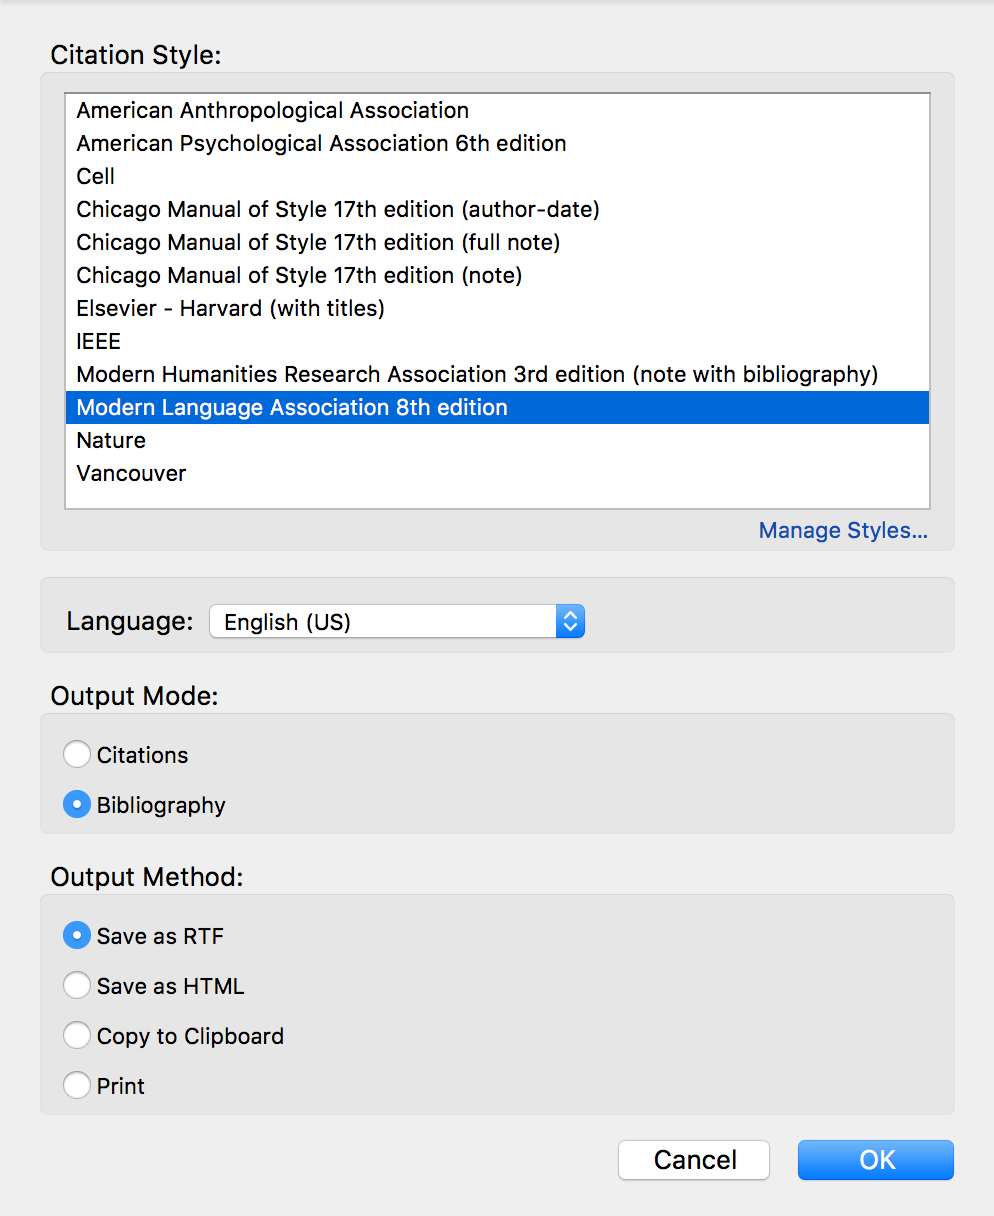 Citation Style:
American Anthropological Association
American Psychological Association 6th edition
Cell
Chicago Manual of Style 17th edition (author-date)
Chicago Manual of Style 17th edition (full note)
Chicago Manual of Style 17th edition (note)
Elsevier - Harvard (with titles)
IEEE
Modern Humanities Research Association 3rd edition (note with bibliography)
Modern Language Association 8th edition
Nature
Vancouver
Manage Styles...
Language: English (US)
Output Mode:
Citations
Bibliography
Output Method:
Save as RTF
Save as HTML
Copy to Clipboard
Print
Cancel OK